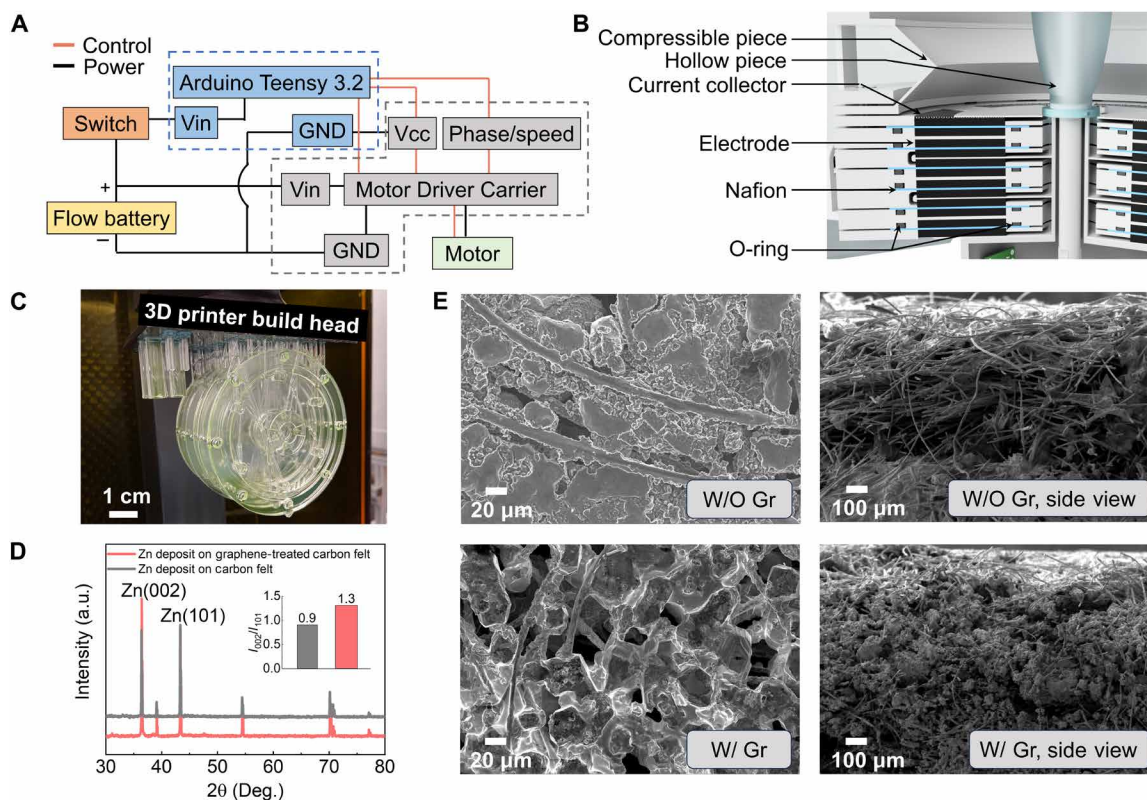 A
Control
Power
Arduino Teensy 3.2
Switch
Vin
GND
Vcc
Phase/speed
+
Vin
Motor Driver Carrier
Flow battery
–
GND
Motor
B
Compressible piece
Hollow piece
Current collector
Electrode
Nafion
O-ring
C
3D printer build head
1 cm
D
Zn deposit on graphene-treated carbon felt
Zn deposit on carbon felt
Zn(002)
Zn(101)
Intensity (a.u.)
I002/I101
1.5
1.0
0.5
0.0
0.9
1.3
30
40
50
60
70
80
2θ (Deg.)
E
20 µm
W/O Gr
100 µm
W/O Gr, side view
20 µm
W/ Gr
100 µm
W/ Gr, side view